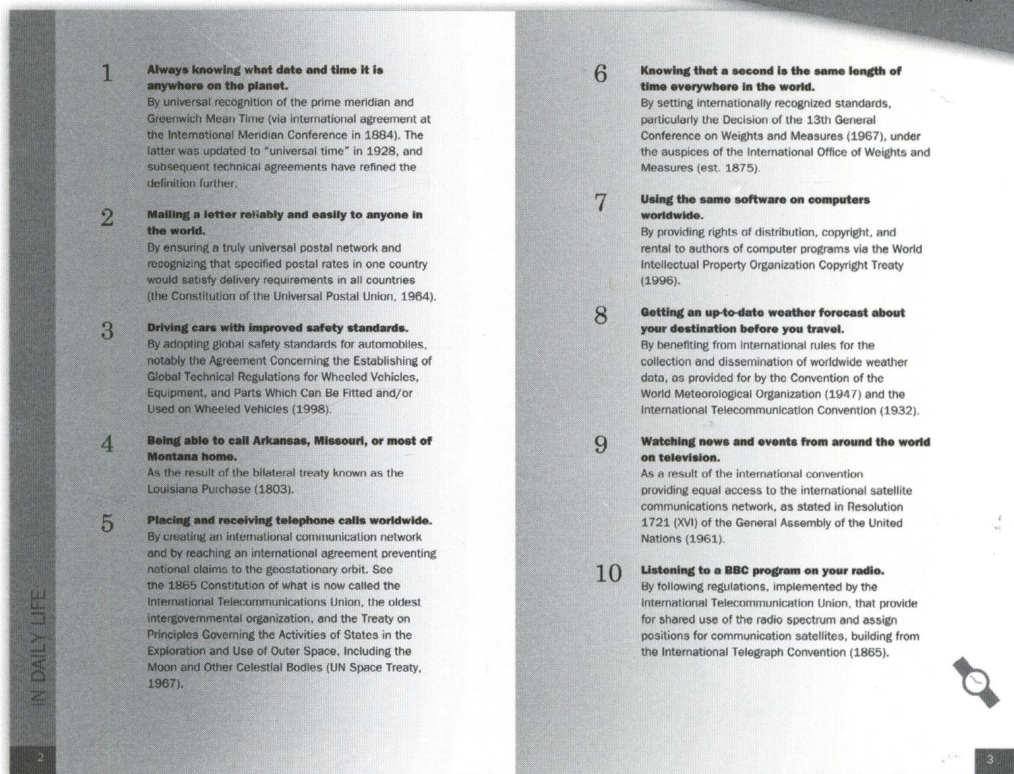 1
Always knowing what date and time it is
anywhere on the planet.
By universal recognition of the prime meridian and
Greenwich Mean Time (via international agreement at
the International Meridian Conference in 1884). The
latter was updated to "universal time" in 1928, and
subsequent technical agreements have refined the
definition further.
2
Mailing a letter reliably and easily to anyone in
the world.
By ensuring a truly universal postal network and
recognizing that specified postal rates in one country
would satisfy delivery requirements in all countries
(the Constitution of the Universal Postal Union, 1964).
3
Driving cars with improved safety standards.
By adopting global safety standards for automobiles,
notably the Agreement Concerning the Establishing of
Global Technical Regulations for Wheeled Vehicles,
Equipment, and Parts Which Can Be Fitted and/or
Used on Wheeled Vehicles (1998).
4
Being able to call Arkansas, Missouri, or most of
Montana home.
As the result of the bilateral treaty known as the
Louisiana Purchase (1803).
5
Placing and receiving telephone calls worldwide.
By creating an international communication network
and by reaching an international agreement preventing
national claims to the geostationary orbit. See
the 1865 Constitution of what is now called the
International Telecommunications Union, the oldest
intergovernmental organization, and the Treaty on
Principles Governing the Activities of States in the
Exploration and Use of Outer Space, Including the
Moon and Other Celestial Bodies (UN Space Treaty,
1967).
IN DAILY LIFE
2
6
Knowing that a second is the same length of
time everywhere in the world.
By setting internationally recognized standards,
particularly the Decision of the 13th General
Conference on Weights and Measures (1967), under
the auspices of the International Office of Weights and
Measures (est. 1875).
7
Using the same software on computers
worldwide.
By providing rights of distribution, copyright, and
rental to authors of computer programs via the World
Intellectual Property Organization Copyright Treaty
(1996).
8
Getting an up-to-date weather forecast about
your destination before you travel.
By benefiting from international rules for the
collection and dissemination of worldwide weather
data, as provided for by the Convention of the
World Meteorological Organization (1947) and the
International Telecommunication Convention (1932).
9
Watching news and events from around the world
on television.
As a result of the international convention
providing equal access to the international satellite
communications network, as stated in Resolution
1721 (XVI) of the General Assembly of the United
Nations (1961).
10
Listening to a BBC program on your radio.
By following regulations, implemented by the
International Telecommunication Union, that provide
for shared use of the radio spectrum and assign
positions for communication satellites, building from
the International Telegraph Convention (1865).
3